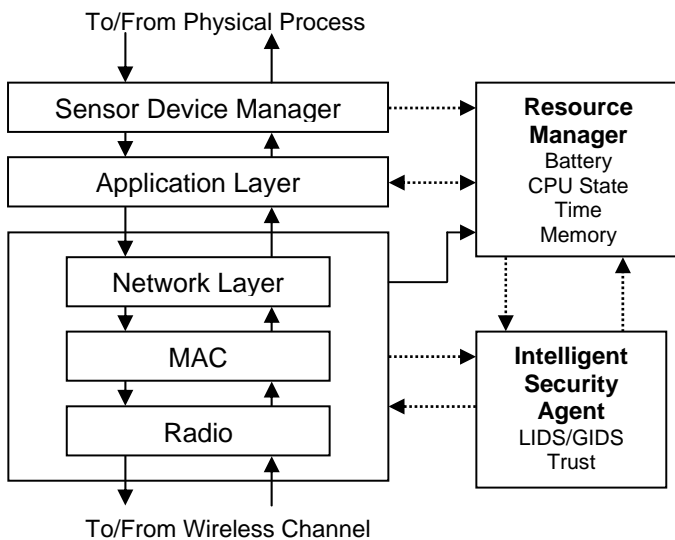 To/From Physical Process
Sensor Device Manager
Application Layer
Network Layer
MAC
Radio
To/From Wireless Channel
Resource
Manager
Battery
CPU State
Time
Memory
Intelligent
Security
Agent
LIDS/GIDS
Trust